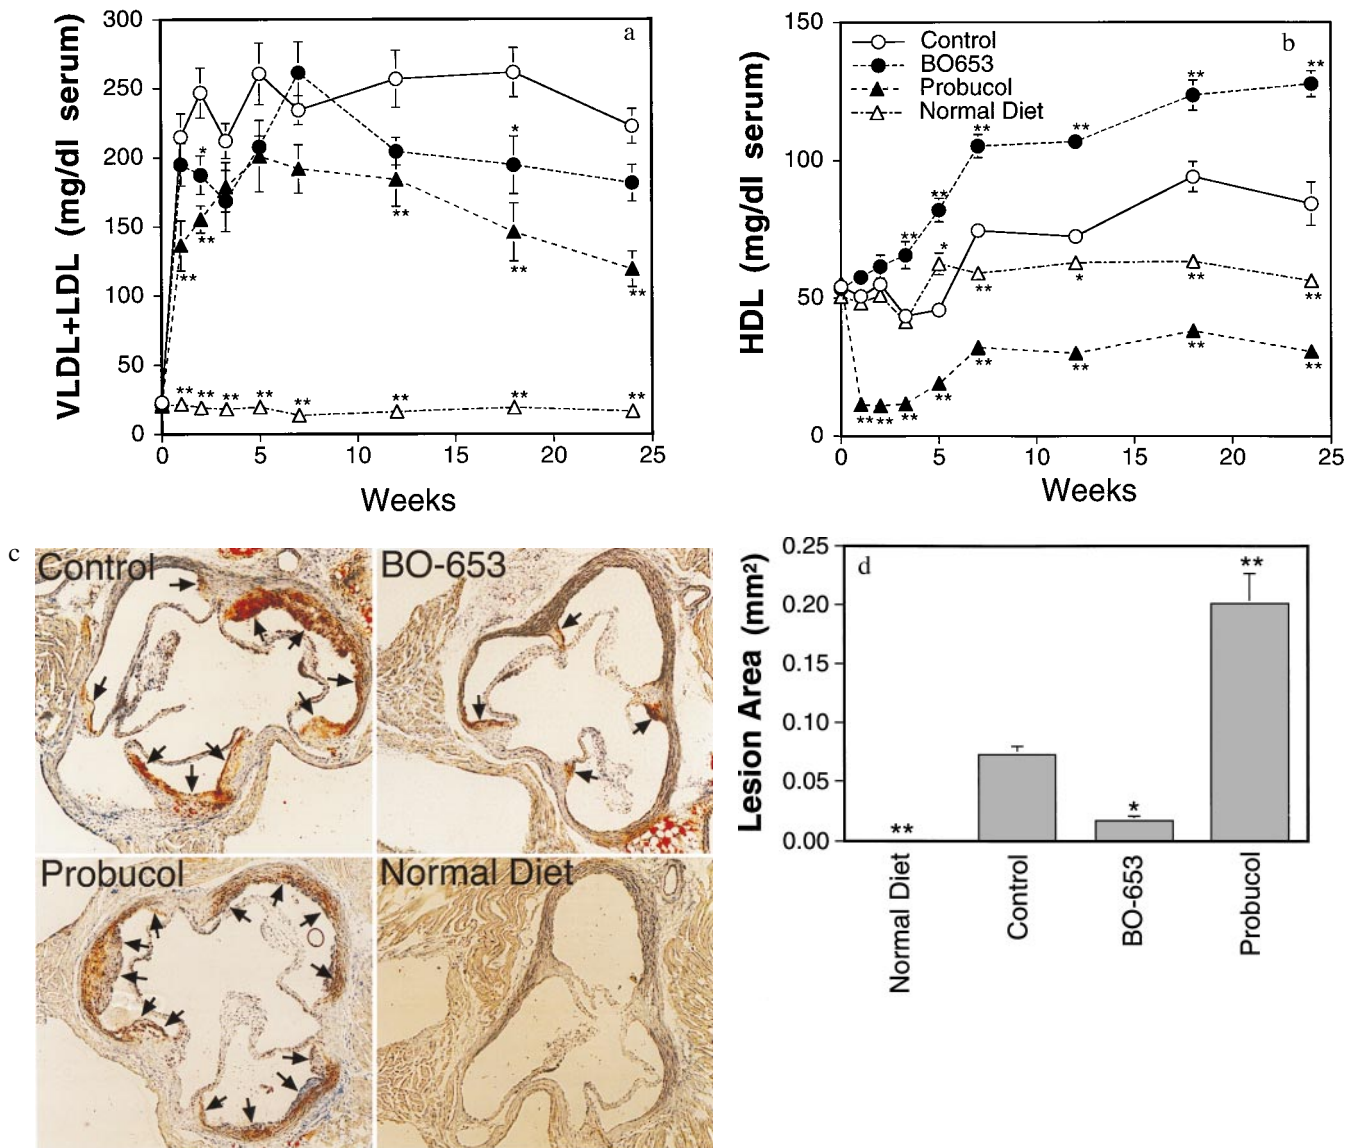 a
VLDL+LDL (mg/dl serum)
300
250
200
150
100
50
0
** ** ** ** ** ** ** **
* *
** ** ** ** **
0 5 10 15 20 25
Weeks
b
HDL (mg/dl serum)
150
100
50
0
Control
BO653
Probucol
Normal Diet
** ** ** ** ** **
* ** * ** **
** ** ** ** ** ** ** **
0 5 10 15 20 25
Weeks
c
Control
BO-653
Probucol
Normal Diet
d
Lesion Area (mm²)
0.25
0.20
0.15
0.10
0.05
0.00
** * **
Normal Diet
Control
BO-653
Probucol